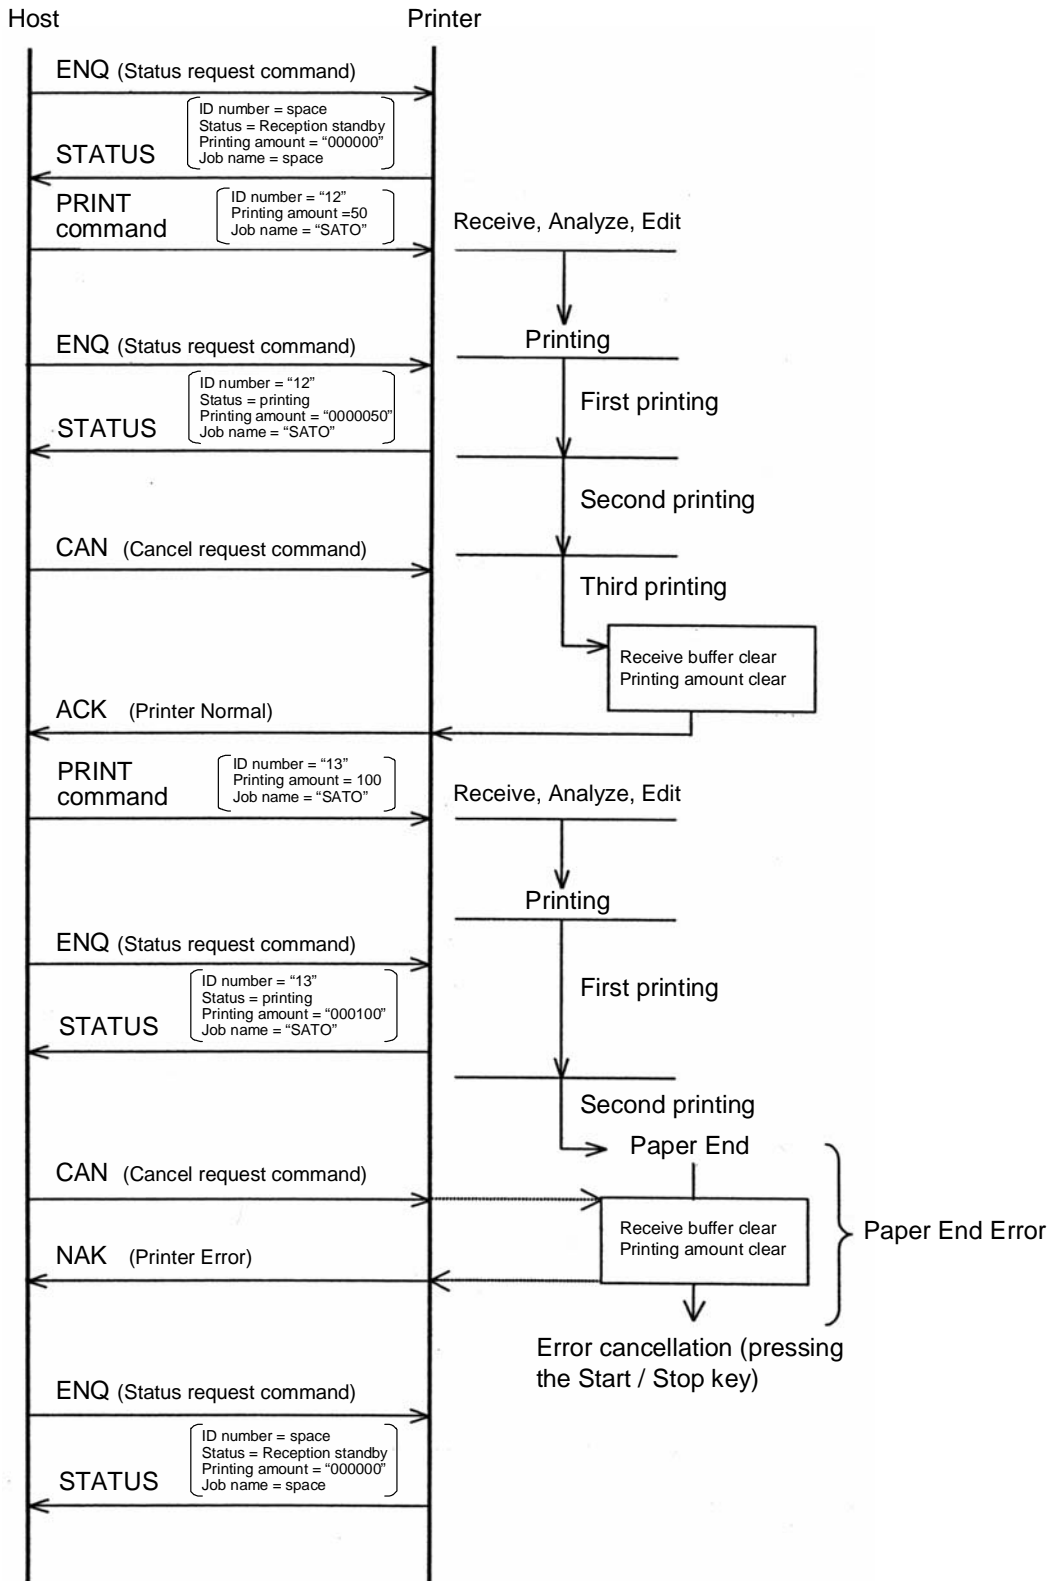 Host
Printer
ENQ (Status request command)
ID number = space
Status = Reception standby
Printing amount = “000000”
Job name = space
STATUS
PRINT
command
ID number = “12”
Printing amount =50
Job name = “SATO”
Receive, Analyze, Edit
Printing
ENQ (Status request command)
ID number = “12”
Status = printing
Printing amount = “0000050”
Job name = “SATO”
STATUS
First printing
Second printing
CAN (Cancel request command)
Third printing
Receive buffer clear
Printing amount clear
ACK (Printer Normal)
PRINT
command
ID number = “13”
Printing amount = 100
Job name = “SATO”
Receive, Analyze, Edit
Printing
ENQ (Status request command)
ID number = “13”
Status = printing
Printing amount = “000100”
Job name = “SATO”
STATUS
First printing
Second printing
Paper End
CAN (Cancel request command)
Receive buffer clear
Printing amount clear
Paper End Error
NAK (Printer Error)
Error cancellation (pressing
the Start / Stop key)
ENQ (Status request command)
ID number = space
Status = Reception standby
Printing amount = “000000”
Job name = space
STATUS